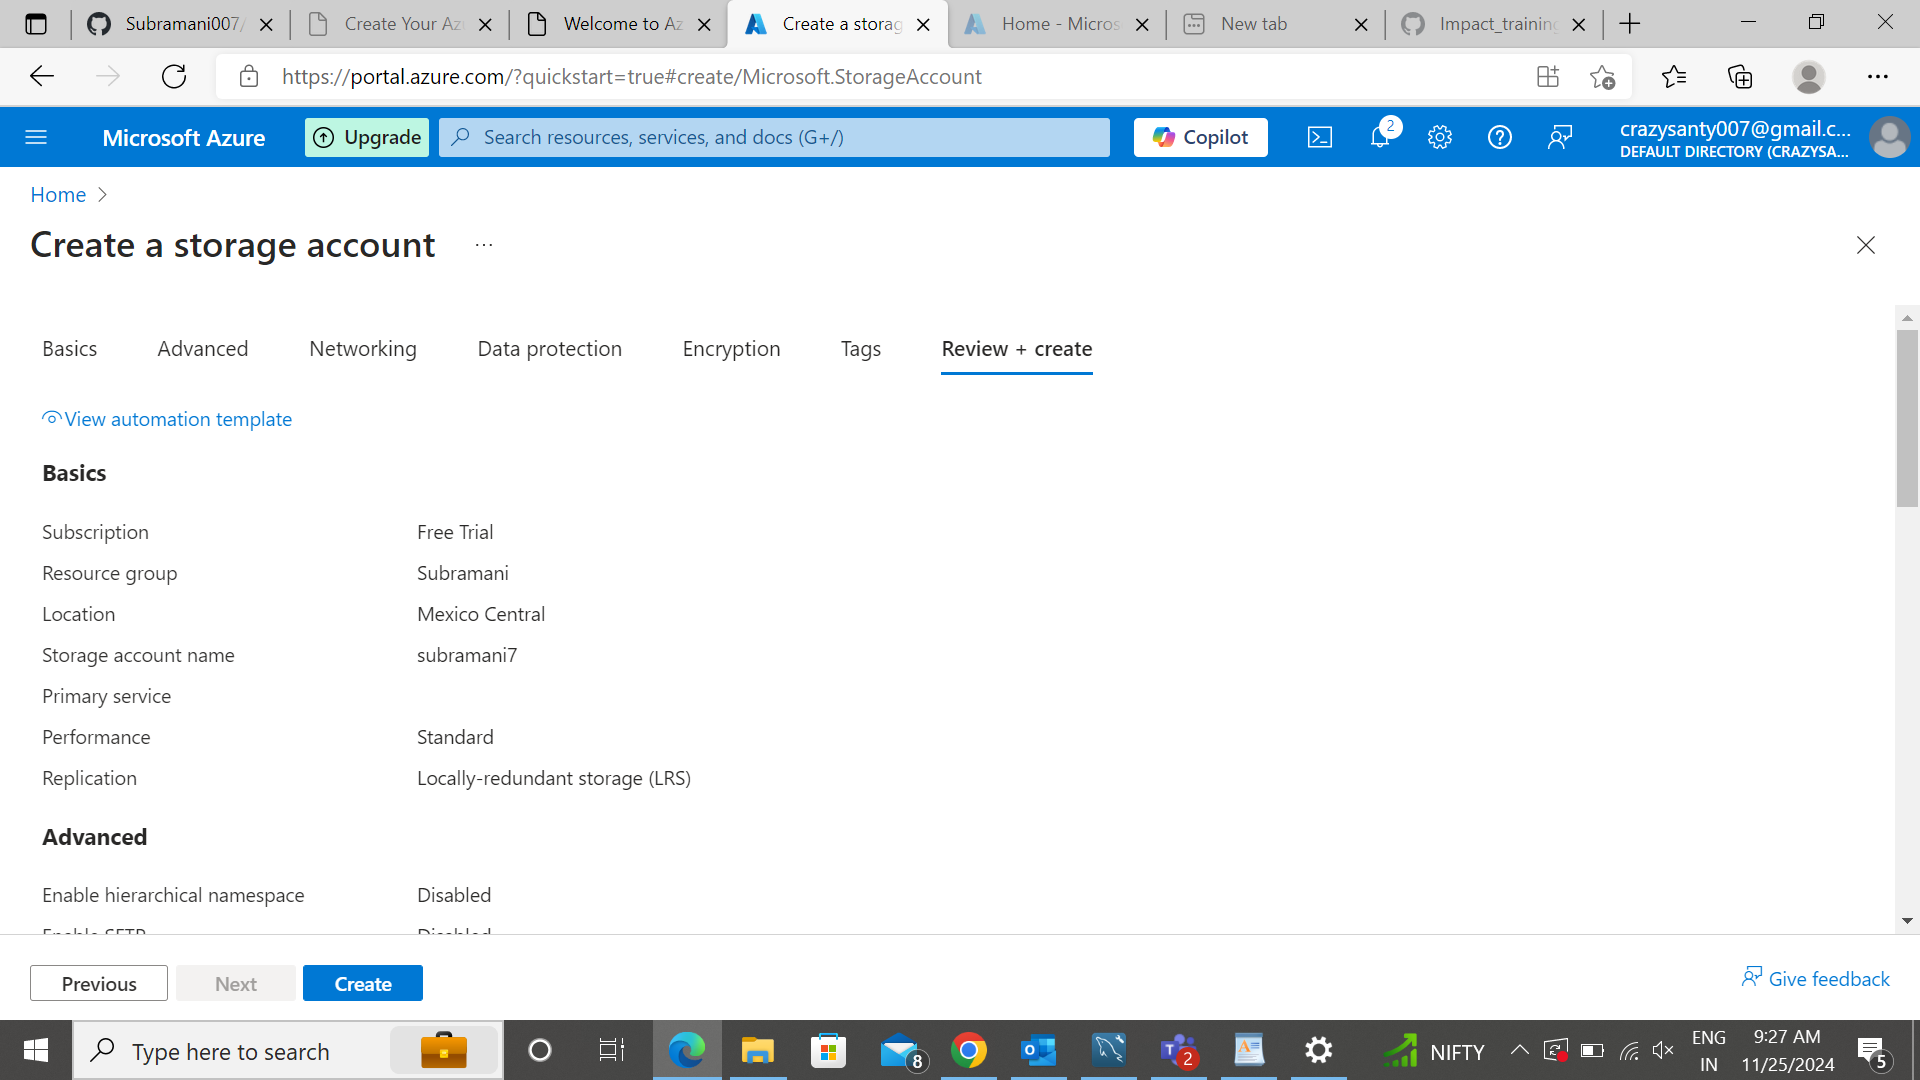 Subramani007/
Create Your Az
Welcome to Az
Create a storag
Home - Micros
New tab
Impact_training
https://portal.azure.com/?quickstart=true#create/Microsoft.StorageAccount
Microsoft Azure
Upgrade
Search resources, services, and docs (G+/)
Copilot
2
crazysanty007@gmail.c...
DEFAULT DIRECTORY (CRAZYSA...
Home
Create a storage account
...
Basics
Advanced
Networking
Data protection
Encryption
Tags
Review + create
View automation template
Basics
Subscription
Free Trial
Resource group
Subramani
Location
Mexico Central
Storage account name
subramani7
Primary service
Performance
Standard
Replication
Locally-redundant storage (LRS)
Advanced
Enable hierarchical namespace
Disabled
Enable SFTP
Disabled
Previous
Next
Create
Give feedback
Type here to search
8
2
NIFTY
ENG
IN
9:27 AM
11/25/2024
5